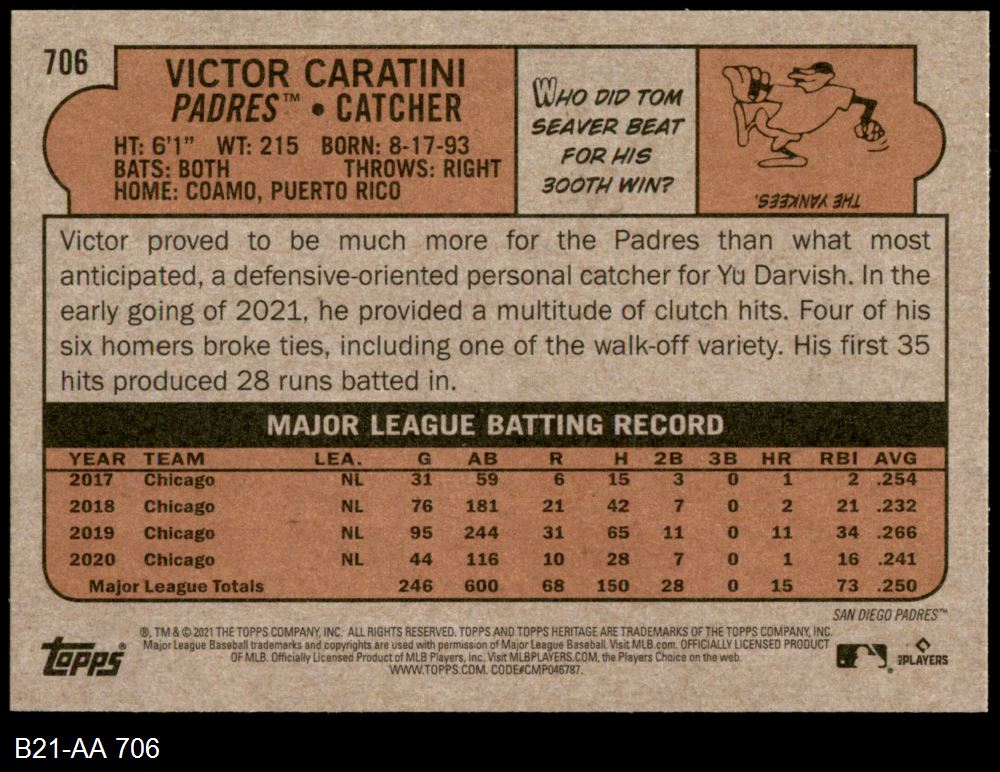 706
VICTOR CARATINI
PADRES™ • CATCHER
HT: 6'1" WT: 215 BORN: 8-17-93
BATS: BOTH THROWS: RIGHT
HOME: COAMO, PUERTO RICO
WHO DID TOM
SEAVER BEAT
FOR HIS
300TH WIN?
THE YANKEES.
Victor proved to be much more for the Padres than what most
anticipated, a defensive-oriented personal catcher for Yu Darvish. In the
early going of 2021, he provided a multitude of clutch hits. Four of his
six homers broke ties, including one of the walk-off variety. His first 35
hits produced 28 runs batted in.
MAJOR LEAGUE BATTING RECORD
YEAR TEAM LEA. G AB R H 2B 3B HR RBI AVG
2017 Chicago NL 31 59 6 15 3 0 1 2 .254
2018 Chicago NL 76 181 21 42 7 0 2 21 .232
2019 Chicago NL 95 244 31 65 11 0 11 34 .266
2020 Chicago NL 44 116 10 28 7 0 1 16 .241
Major League Totals 246 600 68 150 28 0 15 73 .250
SAN DIEGO PADRES™
®, TM & © 2021 THE TOPPS COMPANY, INC. ALL RIGHTS RESERVED. TOPPS AND TOPPS HERITAGE ARE TRADEMARKS OF THE TOPPS COMPANY, INC.
Major League Baseball trademarks and copyrights are used with permission of Major League Baseball. Visit MLB.com. OFFICIALLY LICENSED PRODUCT
OF MLB. Officially Licensed Product of MLB Players, Inc. Visit MLBPLAYERS.COM, the Players Choice on the web.
WWW.TOPPS.COM. CODE#CMP046787.
topps®
PLAYERS
B21-AA 706